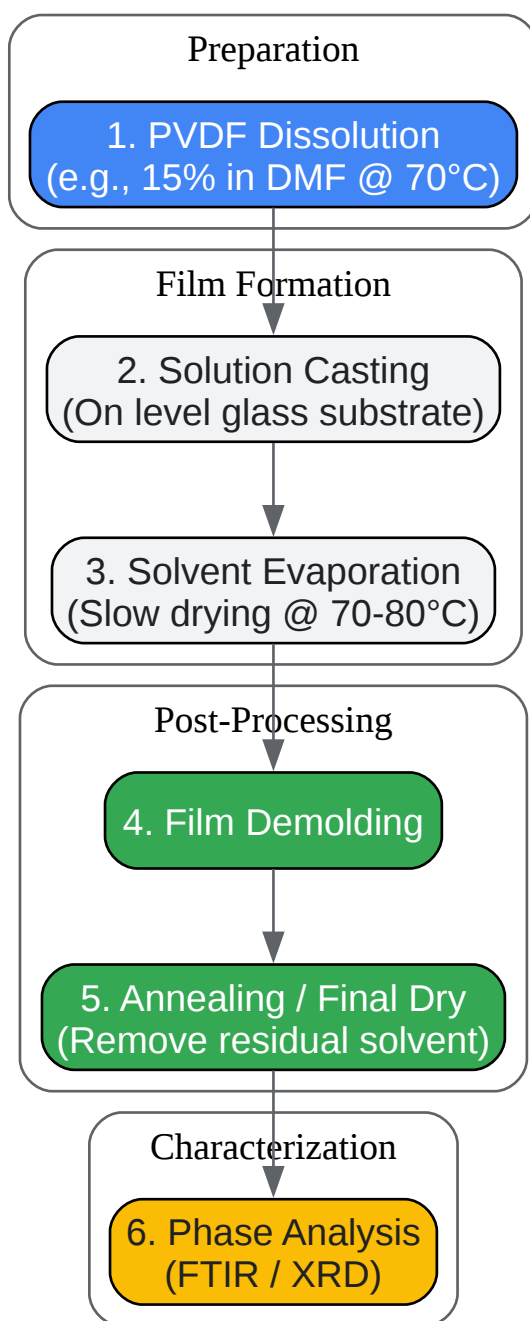 Preparation
1. PVDF Dissolution
(e.g., 15% in DMF @ 70°C)
Film Formation
2. Solution Casting
(On level glass substrate)
3. Solvent Evaporation
(Slow drying @ 70-80°C)
Post-Processing
4. Film Demolding
5. Annealing / Final Dry
(Remove residual solvent)
Characterization
6. Phase Analysis
(FTIR / XRD)